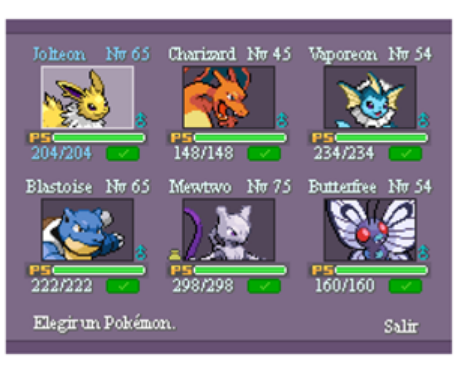 Jolteon Nv 65 Charizard Nv 45 Vaporeon Nv 54
PS PS PS
204/204 148/148 234/234
Blastoise Nv 65 Mewtwo Nv 75 Butterfree Nv 54
PS PS PS
222/222 298/298 160/160
Elegir un Pokémon. Salir